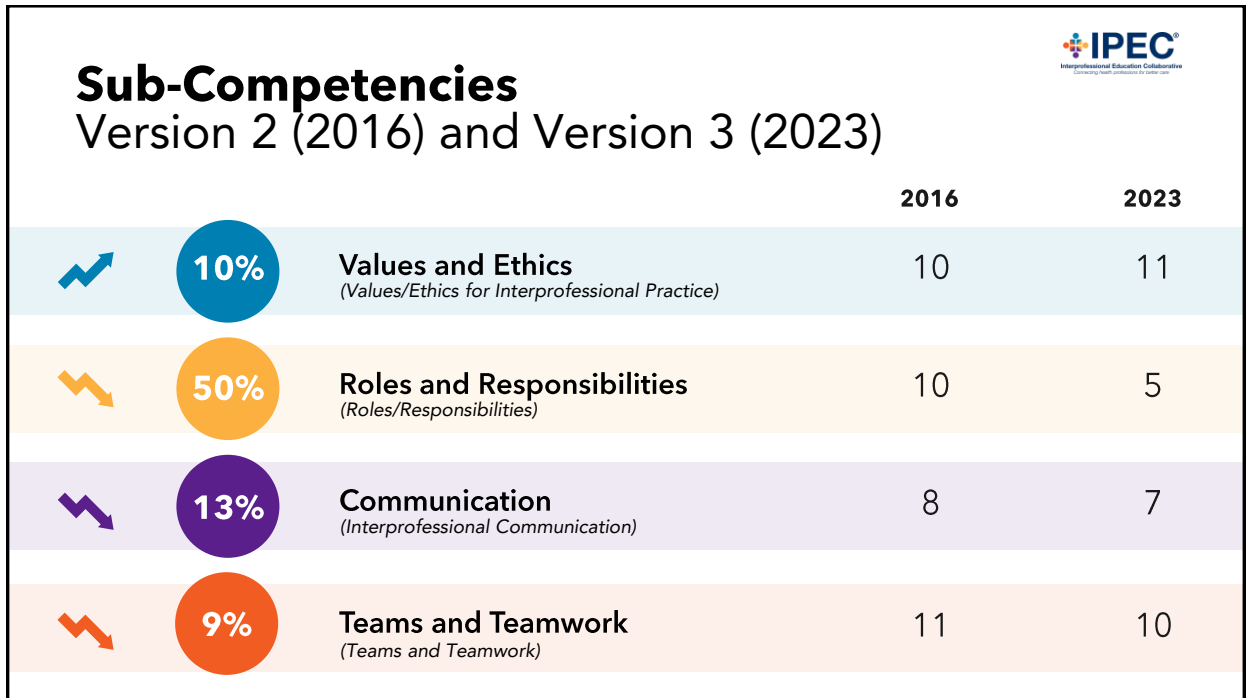 IPEC®
Interprofessional Education Collaborative
Connecting health professions for better care
Sub-Competencies
Version 2 (2016) and Version 3 (2023)
2016 2023
10% Values and Ethics 10 11
(Values/Ethics for Interprofessional Practice)
50% Roles and Responsibilities 10 5
(Roles/Responsibilities)
13% Communication 8 7
(Interprofessional Communication)
9% Teams and Teamwork 11 10
(Teams and Teamwork)